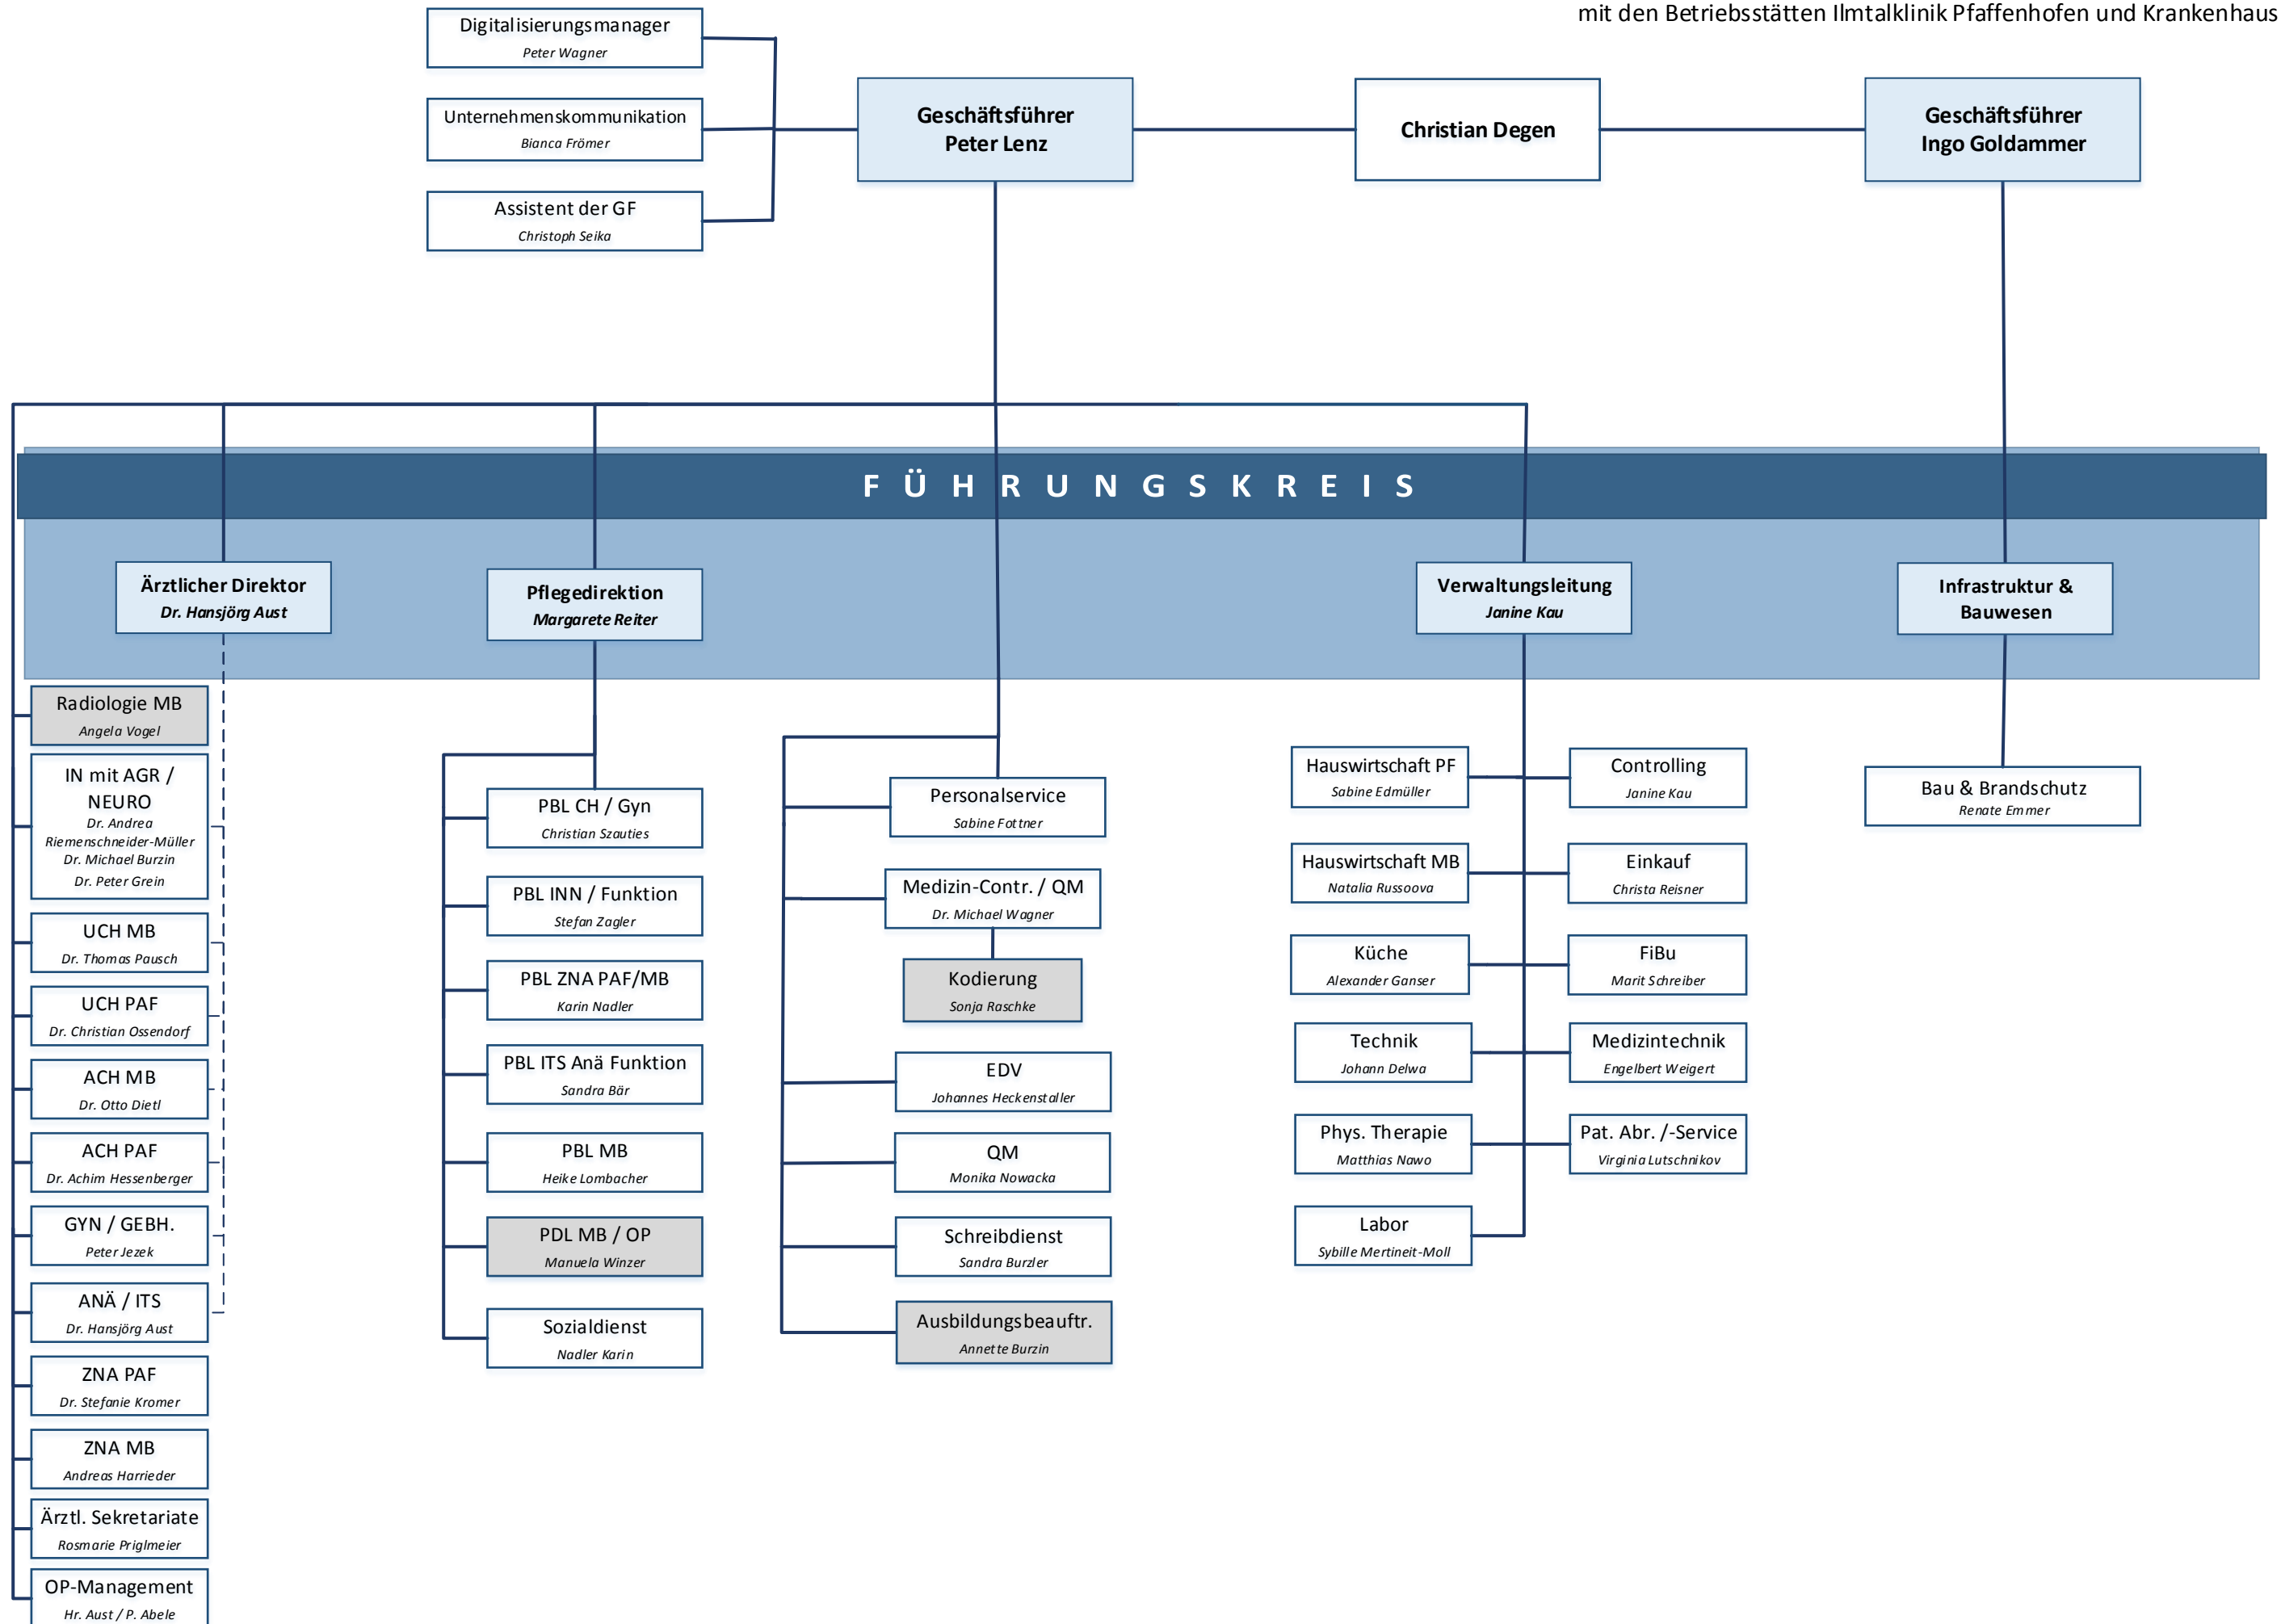 mit den Betriebsstätten Ilmtalklinik Pfaffenhofen und Krankenhaus
Digitalisierungsmanager
Peter Wagner
Unternehmenskommunikation
Bianca Frömer
Assistent der GF
Christoph Seika
Geschäftsführer
Peter Lenz
Christian Degen
Geschäftsführer
Ingo Goldammer
FÜHRUNGSKREIS
Ärztlicher Direktor
Dr. Hansjörg Aust
Pflegedirektion
Margarete Reiter
Verwaltungsleitung
Janine Kau
Infrastruktur &
Bauwesen
Radiologie MB
Angela Vogel
IN mit AGR /
NEURO
Dr. Andrea
Riemenschneider-Müller
Dr. Michael Burzin
Dr. Peter Grein
UCH MB
Dr. Thomas Pausch
UCH PAF
Dr. Christian Ossendorf
ACH MB
Dr. Otto Dietl
ACH PAF
Dr. Achim Hessenberger
GYN / GEBH.
Peter Jezek
ANÄ / ITS
Dr. Hansjörg Aust
ZNA PAF
Dr. Stefanie Kromer
ZNA MB
Andreas Harrieder
Ärztl. Sekretariate
Rosmarie Priglmeier
OP-Management
Hr. Aust / P. Abele
PBL CH / Gyn
Christian Szauties
PBL INN / Funktion
Stefan Zagler
PBL ZNA PAF/MB
Karin Nadler
PBL ITS Anä Funktion
Sandra Bär
PBL MB
Heike Lombacher
PDL MB / OP
Manuela Winzer
Sozialdienst
Nadler Karin
Personalservice
Sabine Fottner
Medizin-Contr. / QM
Dr. Michael Wagner
Kodierung
Sonja Raschke
EDV
Johannes Heckenstaller
QM
Monika Nowacka
Schreibdienst
Sandra Burzler
Ausbildungsbeauftr.
Annette Burzin
Hauswirtschaft PF
Sabine Edmüller
Hauswirtschaft MB
Natalia Russoova
Küche
Alexander Ganser
Technik
Johann Delwa
Phys. Therapie
Matthias Nawo
Labor
Sybille Mertineit-Moll
Controlling
Janine Kau
Einkauf
Christa Reisner
FiBu
Marit Schreiber
Medizintechnik
Engelbert Weigert
Pat. Abr. /-Service
Virginia Lutschnikov
Bau & Brandschutz
Renate Emmer